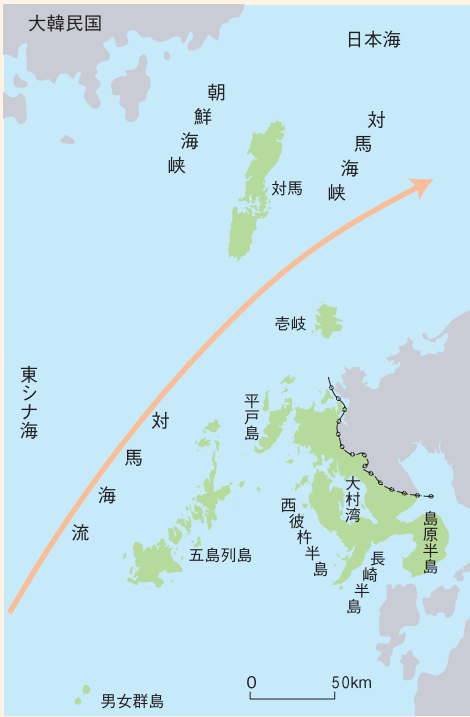 大韓民国
日本海
朝鮮海峡
対馬海峡
対馬
壱岐
東シナ海
平戸島
対馬海流
大村湾
西彼杵半島
島原半島
長崎半島
五島列島
男女群島
0 50km